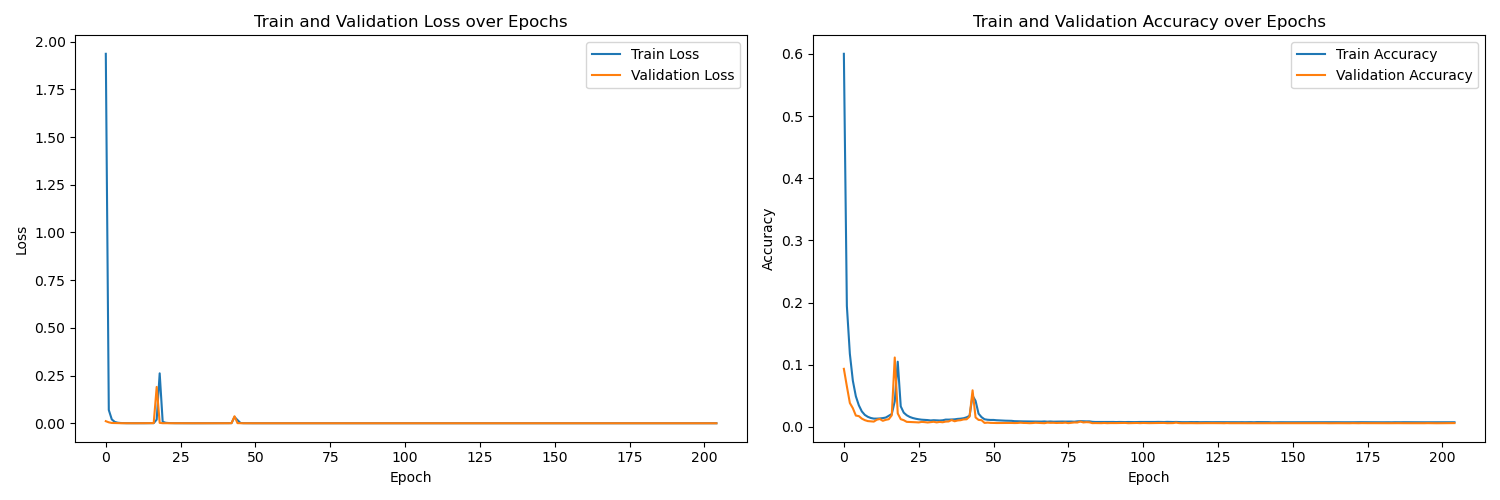 Train and Validation Loss over Epochs
2.00
1.75
1.50
1.25
1.00
0.75
0.50
0.25
0.00
Loss
0 25 50 75 100 125 150 175 200
Epoch
Train Loss
Validation Loss
Train and Validation Accuracy over Epochs
0.6
0.5
0.4
0.3
0.2
0.1
0.0
Accuracy
0 25 50 75 100 125 150 175 200
Epoch
Train Accuracy
Validation Accuracy